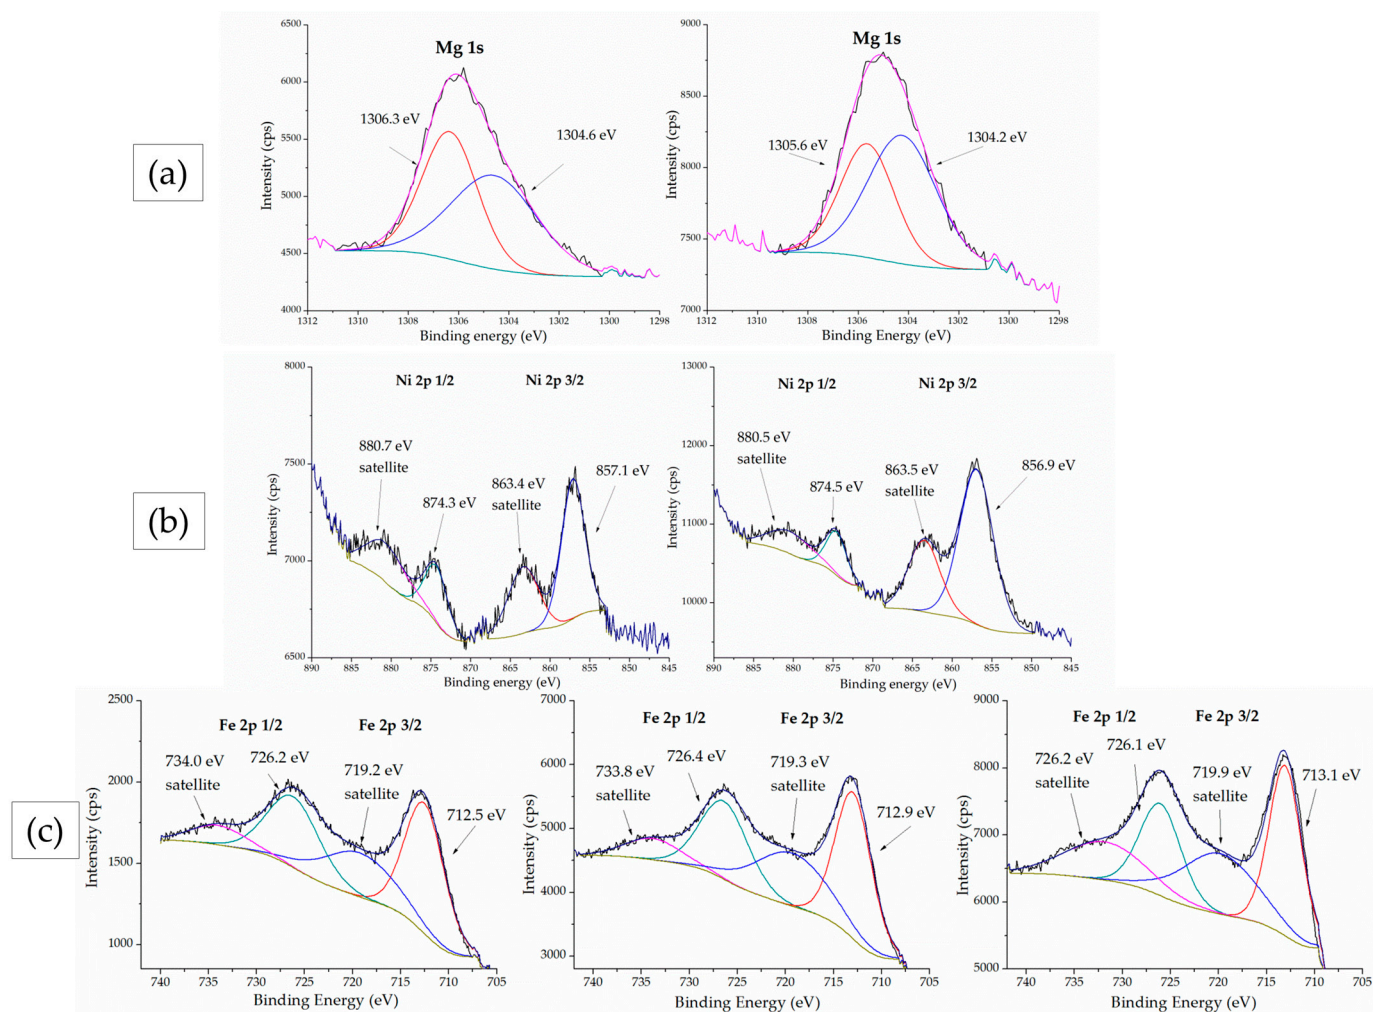 (a)
Mg 1s
1306.3 eV
1304.6 eV
Intensity (cps)
6500
6000
5500
5000
4500
4000
1312 1310 1308 1306 1304 1302 1300 1298
Binding energy (eV)
Mg 1s
1305.6 eV
1304.2 eV
Intensity (cps)
9000
8500
8000
7500
7000
1312 1310 1308 1306 1304 1302 1300 1298
Binding Energy (eV)
(b)
Ni 2p 1/2
Ni 2p 3/2
880.7 eV
satellite
874.3 eV
863.4 eV
satellite
857.1 eV
Intensity (cps)
8000
7500
7000
6500
890 885 880 875 870 865 860 855 850 845
Binding energy (eV)
Ni 2p 1/2
Ni 2p 3/2
880.5 eV
satellite
874.5 eV
863.5 eV
satellite
856.9 eV
Intensity (cps)
13000
12000
11000
10000
890 885 880 875 870 865 860 855 850 845
Binding energy (eV)
(c)
Fe 2p 1/2
Fe 2p 3/2
734.0 eV
satellite
726.2 eV
719.2 eV
satellite
712.5 eV
Intensity (cps)
2500
2000
1500
1000
740 735 730 725 720 715 710 705
Binding Energy (eV)
Fe 2p 1/2
Fe 2p 3/2
733.8 eV
satellite
726.4 eV
719.3 eV
satellite
712.9 eV
Intensity (cps)
7000
6000
5000
4000
3000
740 735 730 725 720 715 710 705
Binding Energy (eV)
Fe 2p 1/2
Fe 2p 3/2
726.2 eV
satellite
726.1 eV
719.9 eV
satellite
713.1 eV
Intensity (cps)
9000
8000
7000
6000
5000
740 735 730 725 720 715 710 705
Binding Energy (eV)